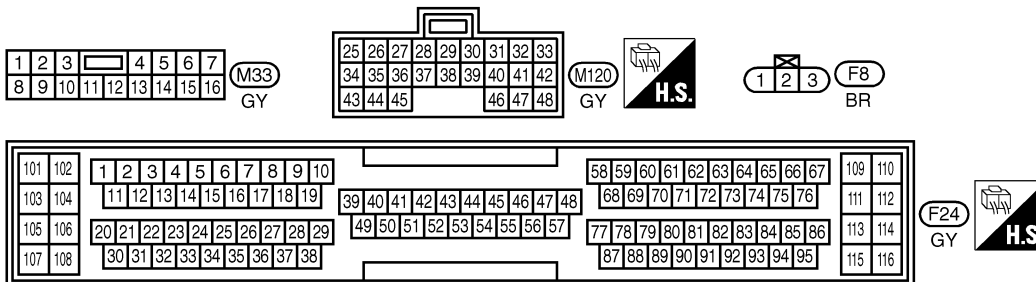 1 2 3 4 5 6 7
8 9 10 11 12 13 14 15 16
M33
GY
25 26 27 28 29 30 31 32 33
34 35 36 37 38 39 40 41 42
43 44 45 46 47 48
M120
GY
H.S.
1 2 3
F8
BR
101 102
103 104
105 106
107 108
1 2 3 4 5 6 7 8 9 10
11 12 13 14 15 16 17 18 19
20 21 22 23 24 25 26 27 28 29
30 31 32 33 34 35 36 37 38
39 40 41 42 43 44 45 46 47 48
49 50 51 52 53 54 55 56 57
58 59 60 61 62 63 64 65 66 67
68 69 70 71 72 73 74 75 76
77 78 79 80 81 82 83 84 85 86
87 88 89 90 91 92 93 94 95
109 110
111 112
113 114
115 116
F24
GY
H.S